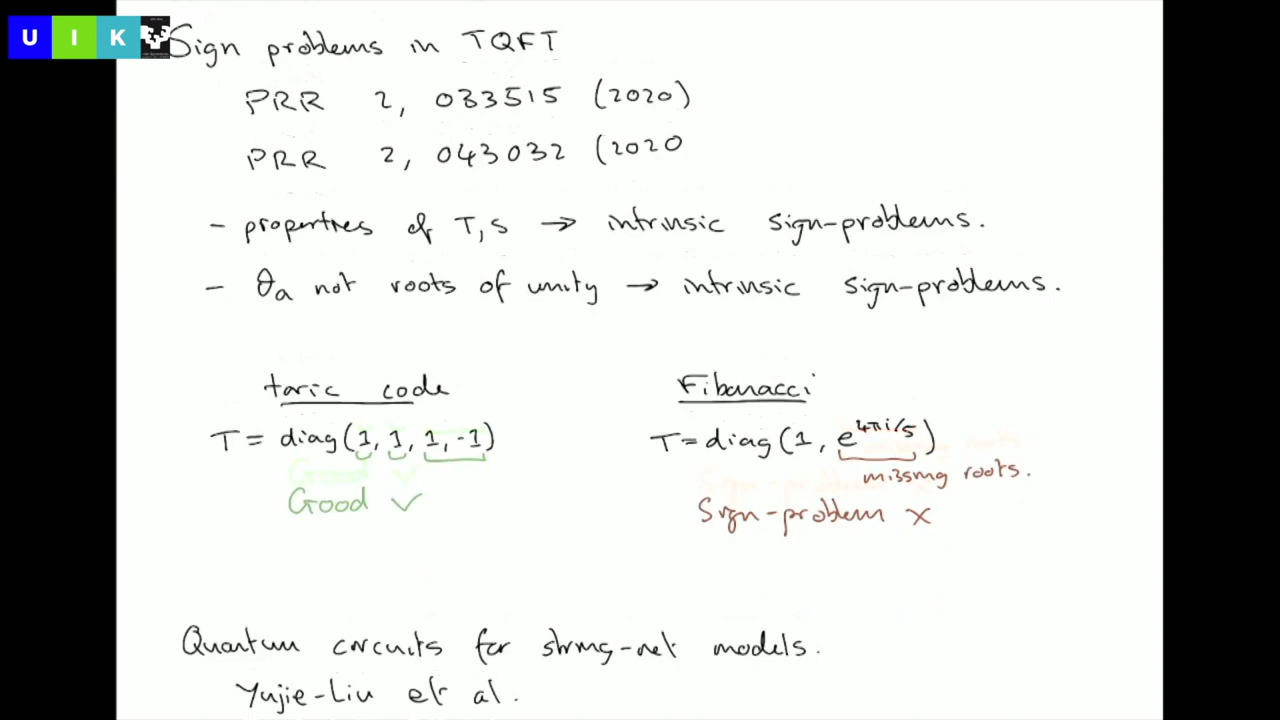 UIK
Sign problems in TQFT
PRR 2, 033515 (2020)
PRR 2, 043032 (2020
- properties of T,S → intrinsic sign-problems.
- θa not roots of unity → intrinsic sign-problems.
toric code
Fibonacci
T = diag(1, 1, 1, -1)
T = diag(1, e^{4πi/5})
missing roots.
Good ✓
Sign-problem ×
Quantum circuits for string-net models.
Yujie-Liu et al.